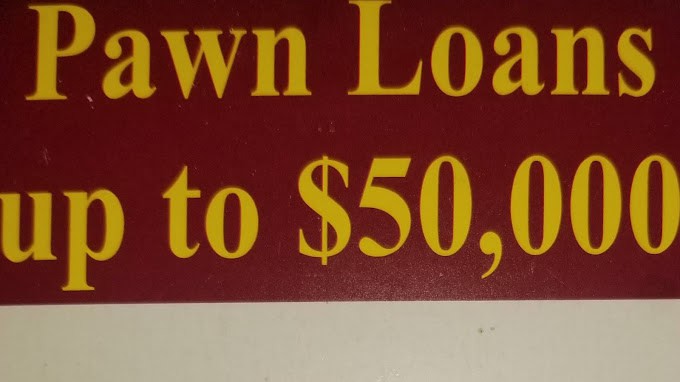 Pawn Loans
up to $50,000